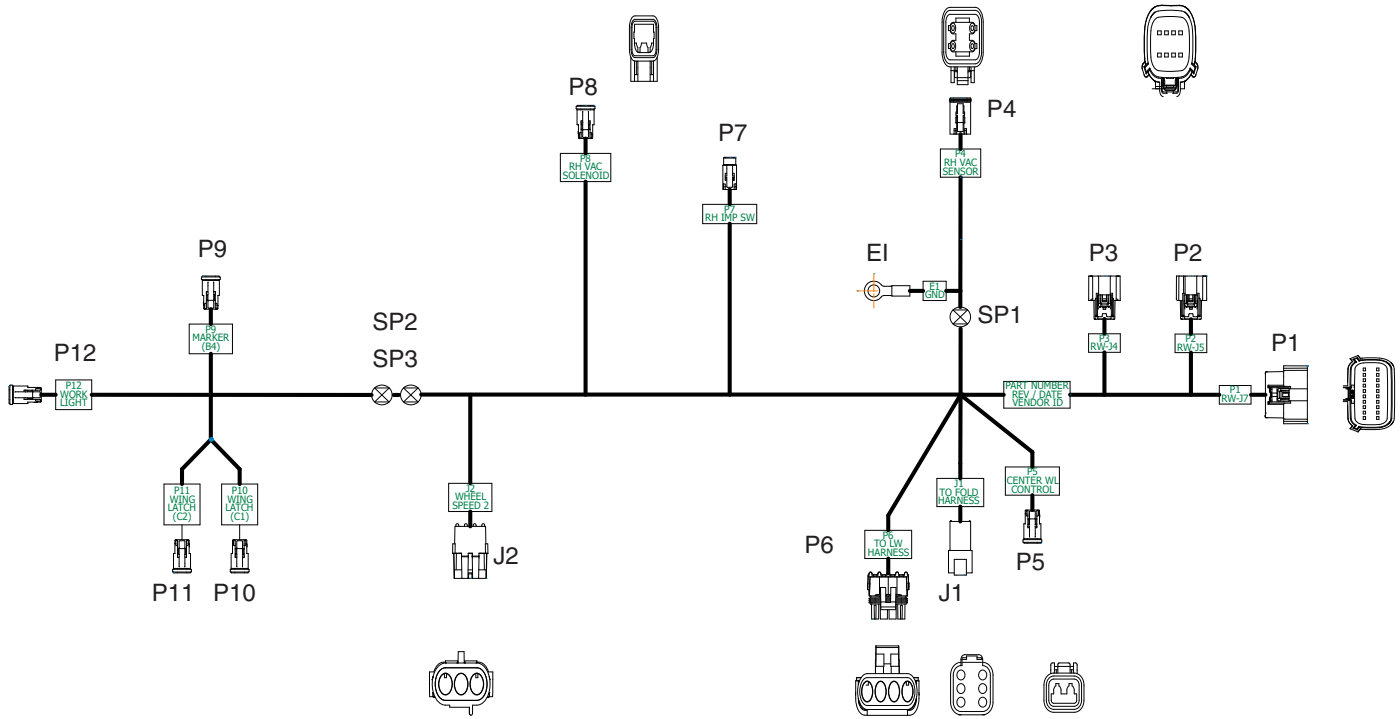 P8
P4
P7
P8
RH VAC
SOLENOID
P4
RH VAC
SENSOR
P7
RH IMP SW
P9
EI
P3
P2
E1
GND
SP2
SP1
P9
MARKER
(B4)
P3
RW-J4
P2
RW-J5
P1
P12
SP3
P12
WORK
LIGHT
PART NUMBER
REV / DATE
VENDOR ID
P1
RW-J7
P11
WING
LATCH
(C2)
P10
WING
LATCH
(C1)
J2
WHEEL
SPEED 2
J1
TO FOLD
HARNESS
P5
CENTER WL
CONTROL
P6
P6
TO LW
HARNESS
J2
P5
P11
P10
J1